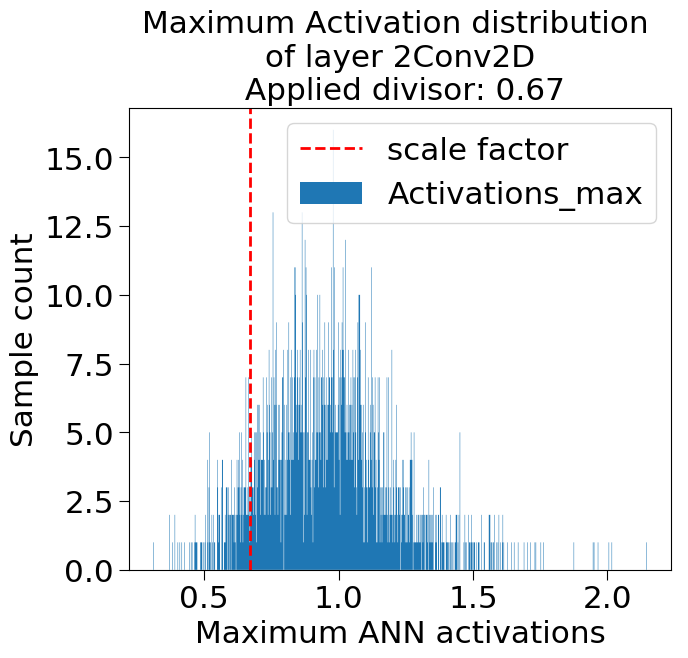 Maximum Activation distribution
of layer 2Conv2D
Applied divisor: 0.67
scale factor
Activations_max
Sample count
15.0
12.5
10.0
7.5
5.0
2.5
0.0
0.5
1.0
1.5
2.0
Maximum ANN activations